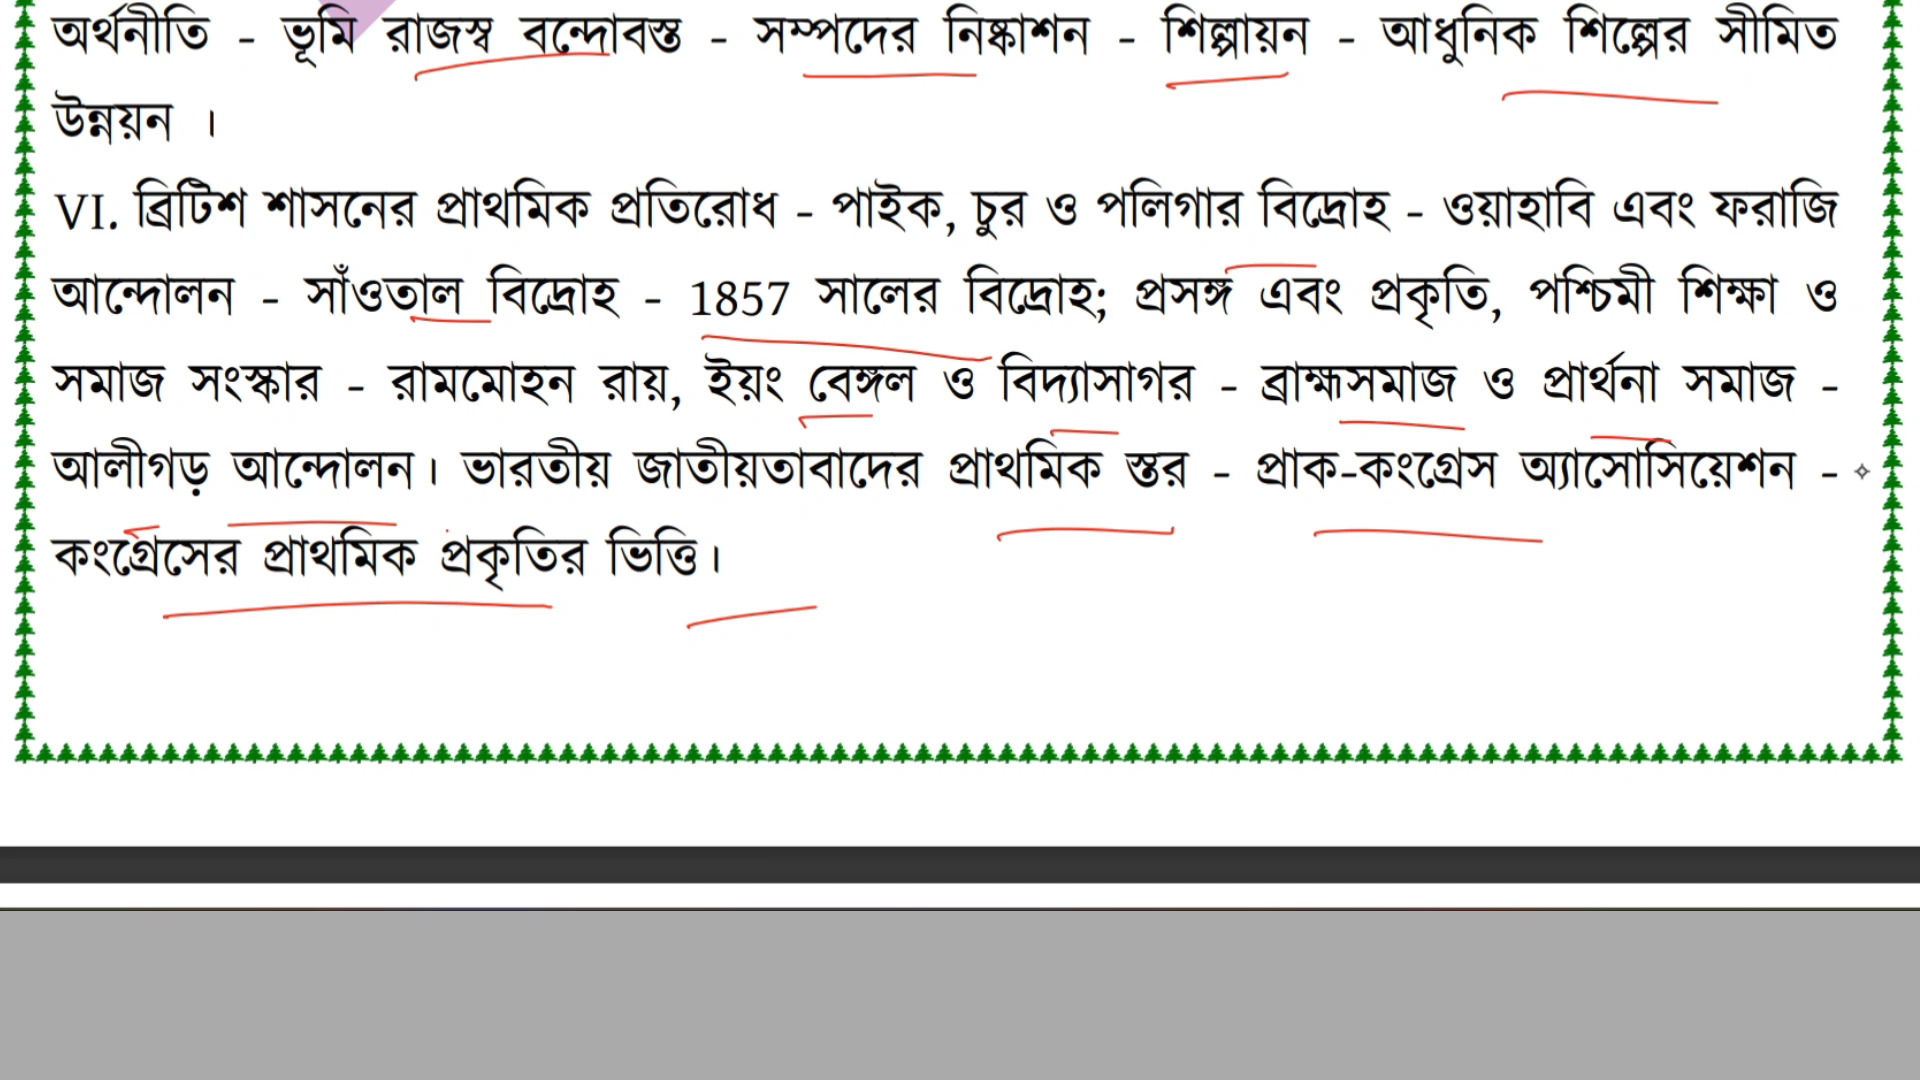 অর্থনীতি - ভূমি রাজস্ব বন্দোবস্ত - সম্পদের নিষ্কাশন - শিল্পায়ন - আধুনিক শিল্পের সীমিত
উন্নয়ন ।
VI. ব্রিটিশ শাসনের প্রাথমিক প্রতিরোধ - পাইক, চুর ও পলিগার বিদ্রোহ - ওয়াহাবি এবং ফরাজি
আন্দোলন - সাঁওতাল বিদ্রোহ - 1857 সালের বিদ্রোহ; প্রসঙ্গ এবং প্রকৃতি, পশ্চিমী শিক্ষা ও
সমাজ সংস্কার - রামমোহন রায়, ইয়ং বেঙ্গল ও বিদ্যাসাগর - ব্রাহ্মসমাজ ও প্রার্থনা সমাজ -
আলীগড় আন্দোলন। ভারতীয় জাতীয়তাবাদের প্রাথমিক স্তর - প্রাক-কংগ্রেস অ্যাসোসিয়েশন -
কংগ্রেসের প্রাথমিক প্রকৃতির ভিত্তি।